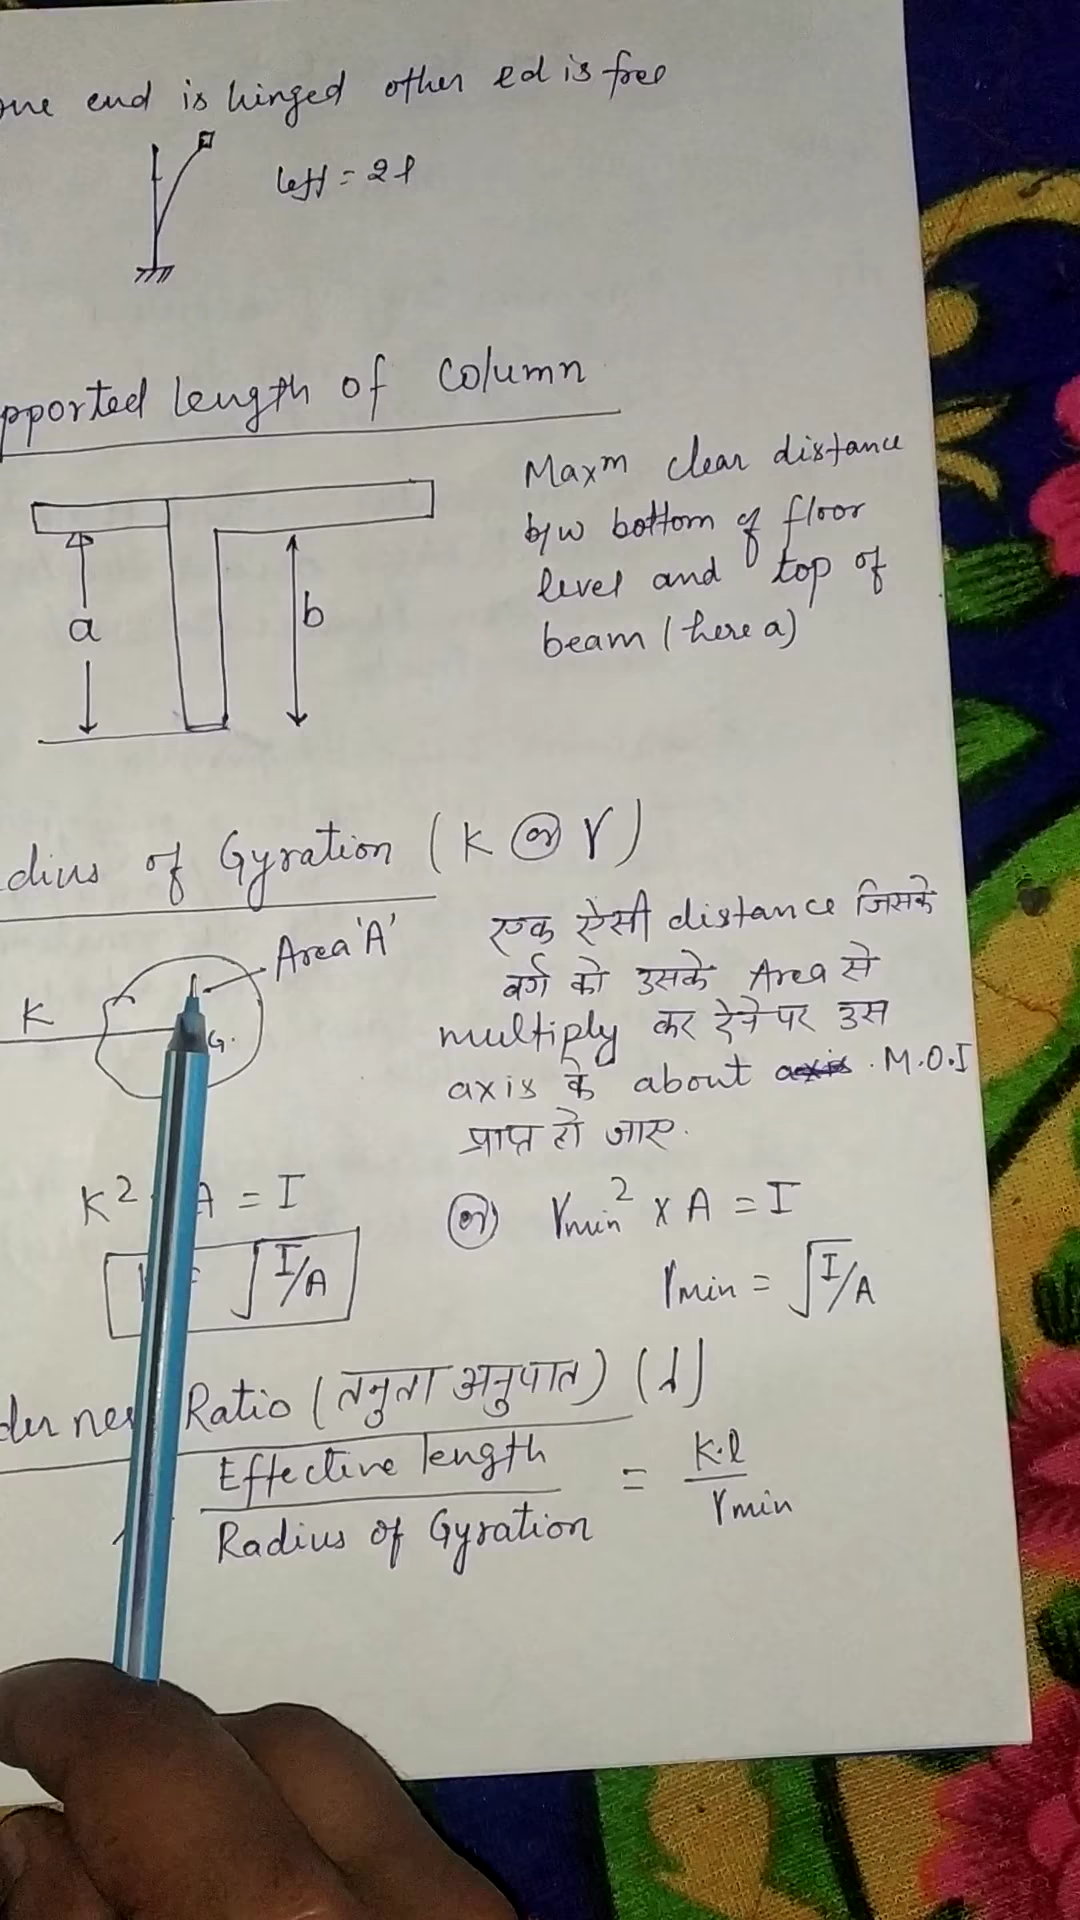 one end is hinged other ed is free
leff = 2l
pported length of column
Maxm clear distance
b/w bottom of floor
level and top of
beam (here a)
a
b
dius of Gyration (K or r)
Area 'A'
K
G.
एक ऐसी distance जिसके
वर्ग को उसके Area से
multiply कर देने पर उस
axis के about M.O.I
प्राप्त हो जाए.
K² A = I
or rmin² x A = I
= √I/A
rmin = √I/A
der nes Ratio (तनुता अनुपात) (λ)
Effective length / Radius of Gyration = K.l / rmin